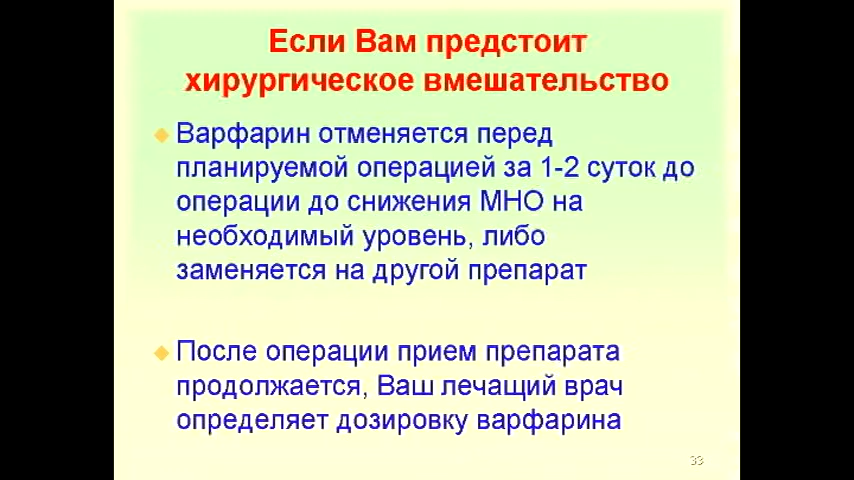 Если Вам предстоит
хирургическое вмешательство
Варфарин отменяется перед
планируемой операцией за 1-2 суток до
операции до снижения МНО на
необходимый уровень, либо
заменяется на другой препарат
После операции прием препарата
продолжается, Ваш лечащий врач
определяет дозировку варфарина
33